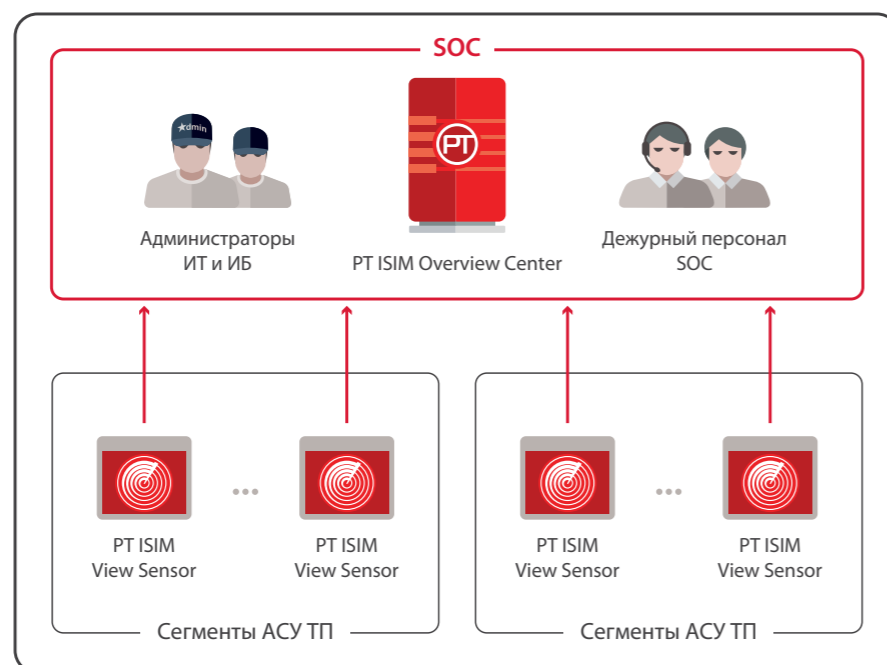 SOC
★dmin
PT
Администраторы
ИТ и ИБ
PT ISIM Overview Center
Дежурный персонал
SOC
PT ISIM
View Sensor
...
PT ISIM
View Sensor
PT ISIM
View Sensor
...
PT ISIM
View Sensor
Сегменты АСУ ТП
Сегменты АСУ ТП